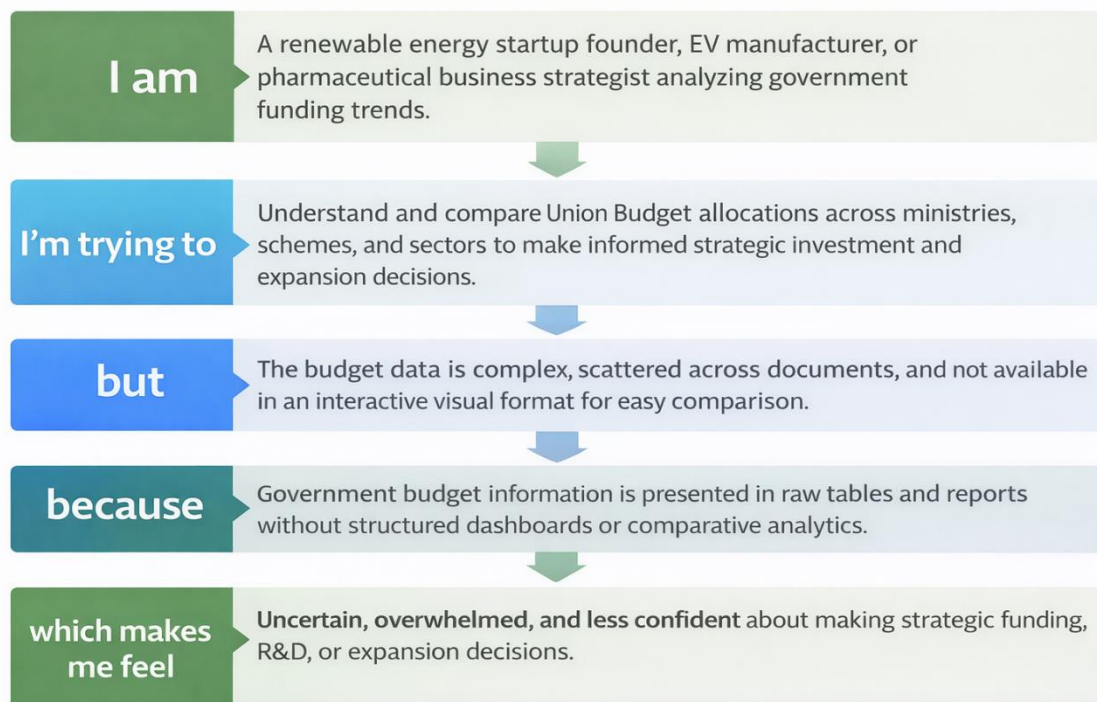 I am
A renewable energy startup founder, EV manufacturer, or
pharmaceutical business strategist analyzing government
funding trends.
I'm trying to
Understand and compare Union Budget allocations across ministries,
schemes, and sectors to make informed strategic investment and
expansion decisions.
but
The budget data is complex, scattered across documents, and not available
in an interactive visual format for easy comparison.
because
Government budget information is presented in raw tables and reports
without structured dashboards or comparative analytics.
which makes
me feel
Uncertain, overwhelmed, and less confident about making strategic funding,
R&D, or expansion decisions.